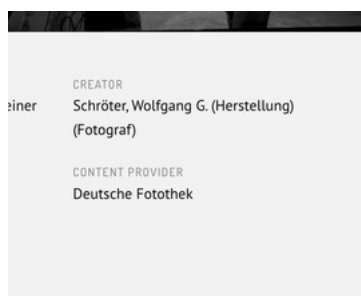 CREATOR
einer
Schröter, Wolfgang G. (Herstellung)
(Fotograf)
CONTENT PROVIDER
Deutsche Fotothek